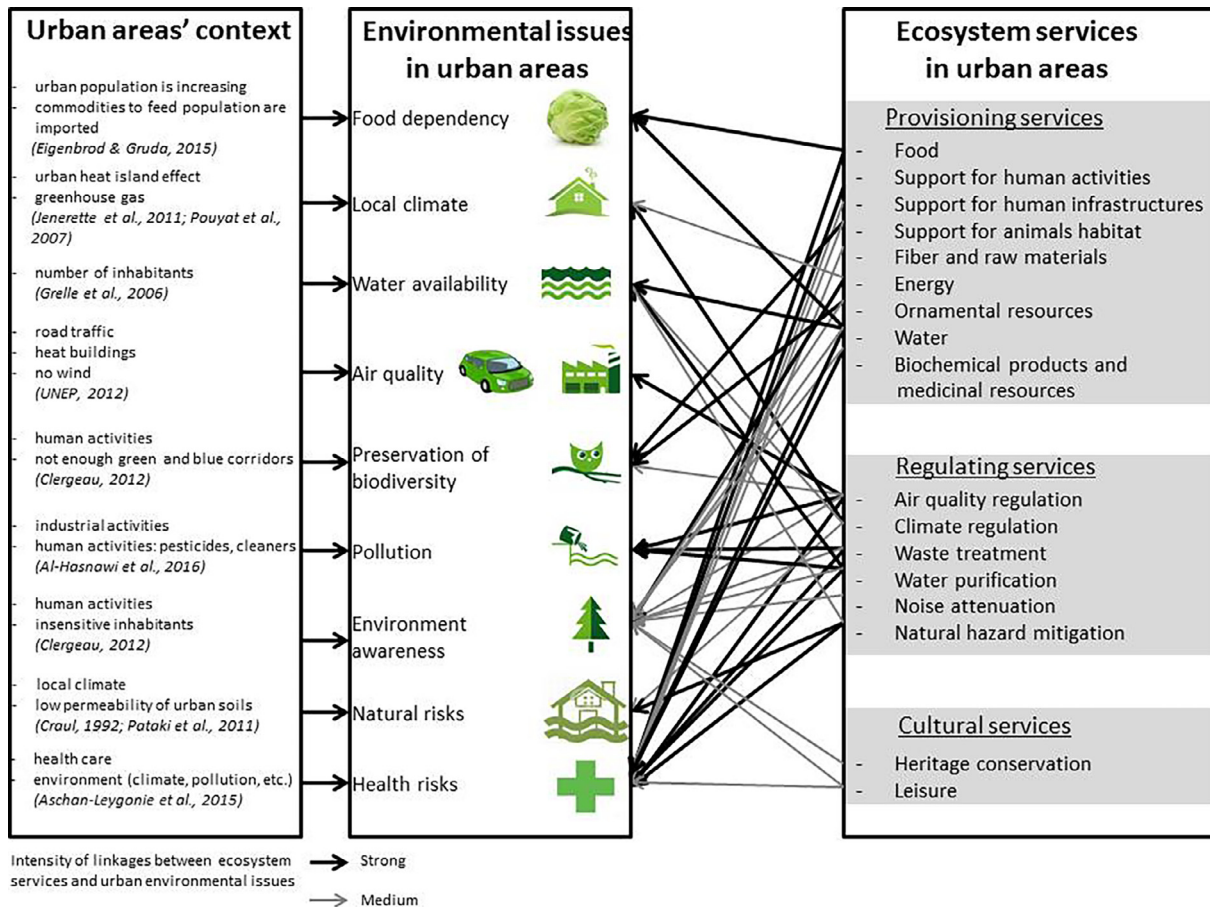 Urban areas' context
- urban population is increasing
- commodities to feed population are
imported
(Eigenbrod & Gruda, 2015)
- urban heat island effect
- greenhouse gas
(Jenerette et al., 2011; Pouyat et al.,
2007)
- number of inhabitants
(Grelle et al., 2006)
- road traffic
- heat buildings
- no wind
(UNEP, 2012)
- human activities
- not enough green and blue corridors
(Clergeau, 2012)
- industrial activities
- human activities: pesticides, cleaners
(Al-Hasnawi et al., 2016)
- human activities
- insensitive inhabitants
(Clergeau, 2012)
- local climate
- low permeability of urban soils
(Craul, 1992; Pataki et al., 2011)
- health care
- environment (climate, pollution, etc.)
(Aschan-Leygonie et al., 2015)
Environmental issues
in urban areas
Food dependency
Local climate
Water availability
Air quality
Preservation of
biodiversity
Pollution
Environment
awareness
Natural risks
Health risks
Ecosystem services
in urban areas
Provisioning services
- Food
- Support for human activities
- Support for human infrastructures
- Support for animals habitat
- Fiber and raw materials
- Energy
- Ornamental resources
- Water
- Biochemical products and
medicinal resources
Regulating services
- Air quality regulation
- Climate regulation
- Waste treatment
- Water purification
- Noise attenuation
- Natural hazard mitigation
Cultural services
- Heritage conservation
- Leisure
Intensity of linkages between ecosystem
services and urban environmental issues
Strong
Medium